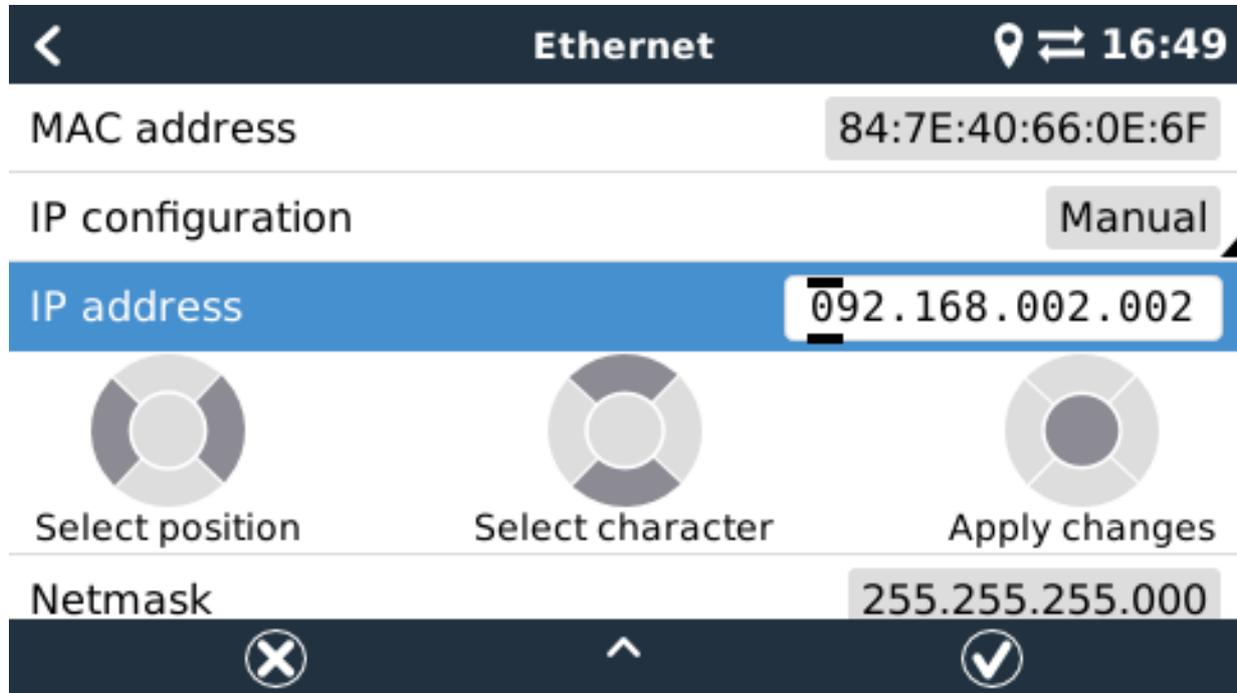 Ethernet 16:49
MAC address 84:7E:40:66:0E:6F
IP configuration Manual
IP address 092.168.002.002
Select position Select character Apply changes
Netmask 255.255.255.000